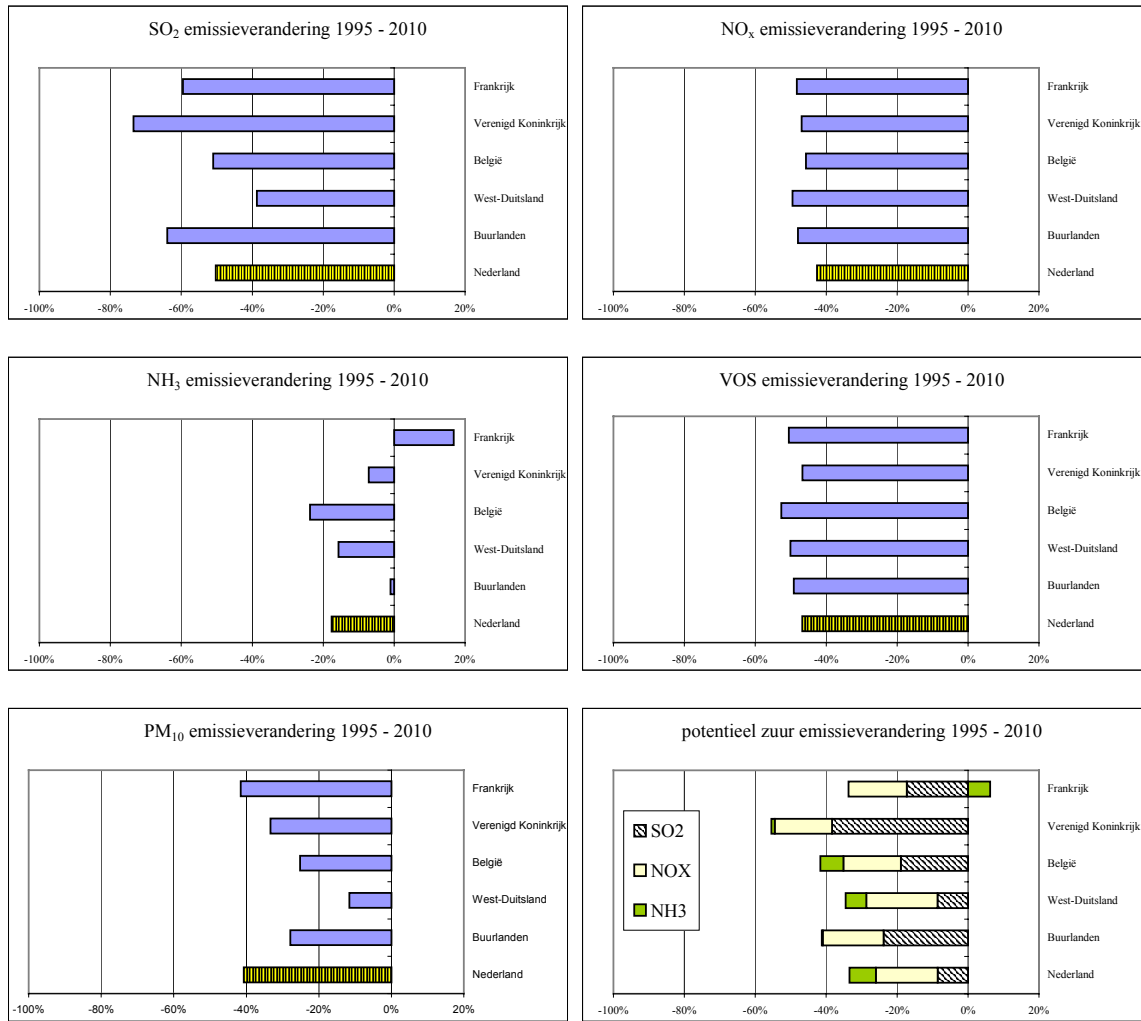 SO₂ emissieverandering 1995 - 2010
Frankrijk
Verenigd Koninkrijk
België
West-Duitsland
Buurlanden
Nederland
-100% -80% -60% -40% -20% 0% 20%
NOₓ emissieverandering 1995 - 2010
Frankrijk
Verenigd Koninkrijk
België
West-Duitsland
Buurlanden
Nederland
-100% -80% -60% -40% -20% 0% 20%
NH₃ emissieverandering 1995 - 2010
Frankrijk
Verenigd Koninkrijk
België
West-Duitsland
Buurlanden
Nederland
-100% -80% -60% -40% -20% 0% 20%
VOS emissieverandering 1995 - 2010
Frankrijk
Verenigd Koninkrijk
België
West-Duitsland
Buurlanden
Nederland
-100% -80% -60% -40% -20% 0% 20%
PM₁₀ emissieverandering 1995 - 2010
Frankrijk
Verenigd Koninkrijk
België
West-Duitsland
Buurlanden
Nederland
-100% -80% -60% -40% -20% 0% 20%
potentieel zuur emissieverandering 1995 - 2010
SO2
NOX
NH3
Frankrijk
Verenigd Koninkrijk
België
West-Duitsland
Buurlanden
Nederland
-100% -80% -60% -40% -20% 0% 20%